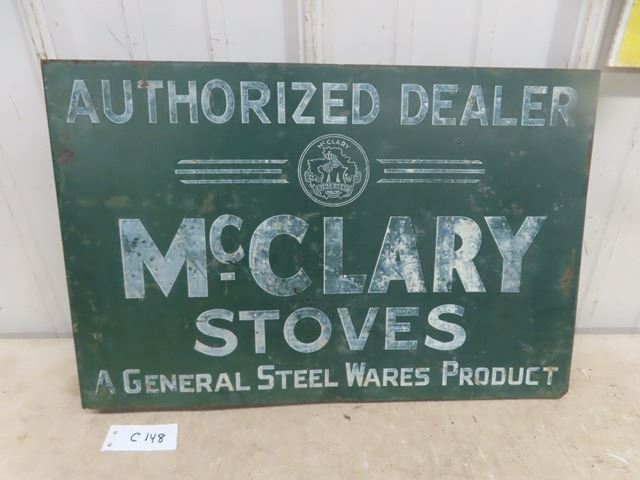 AUTHORIZED DEALER
McCLARY
McCLARY
STOVES
A GENERAL STEEL WARES PRODUCT
C 148